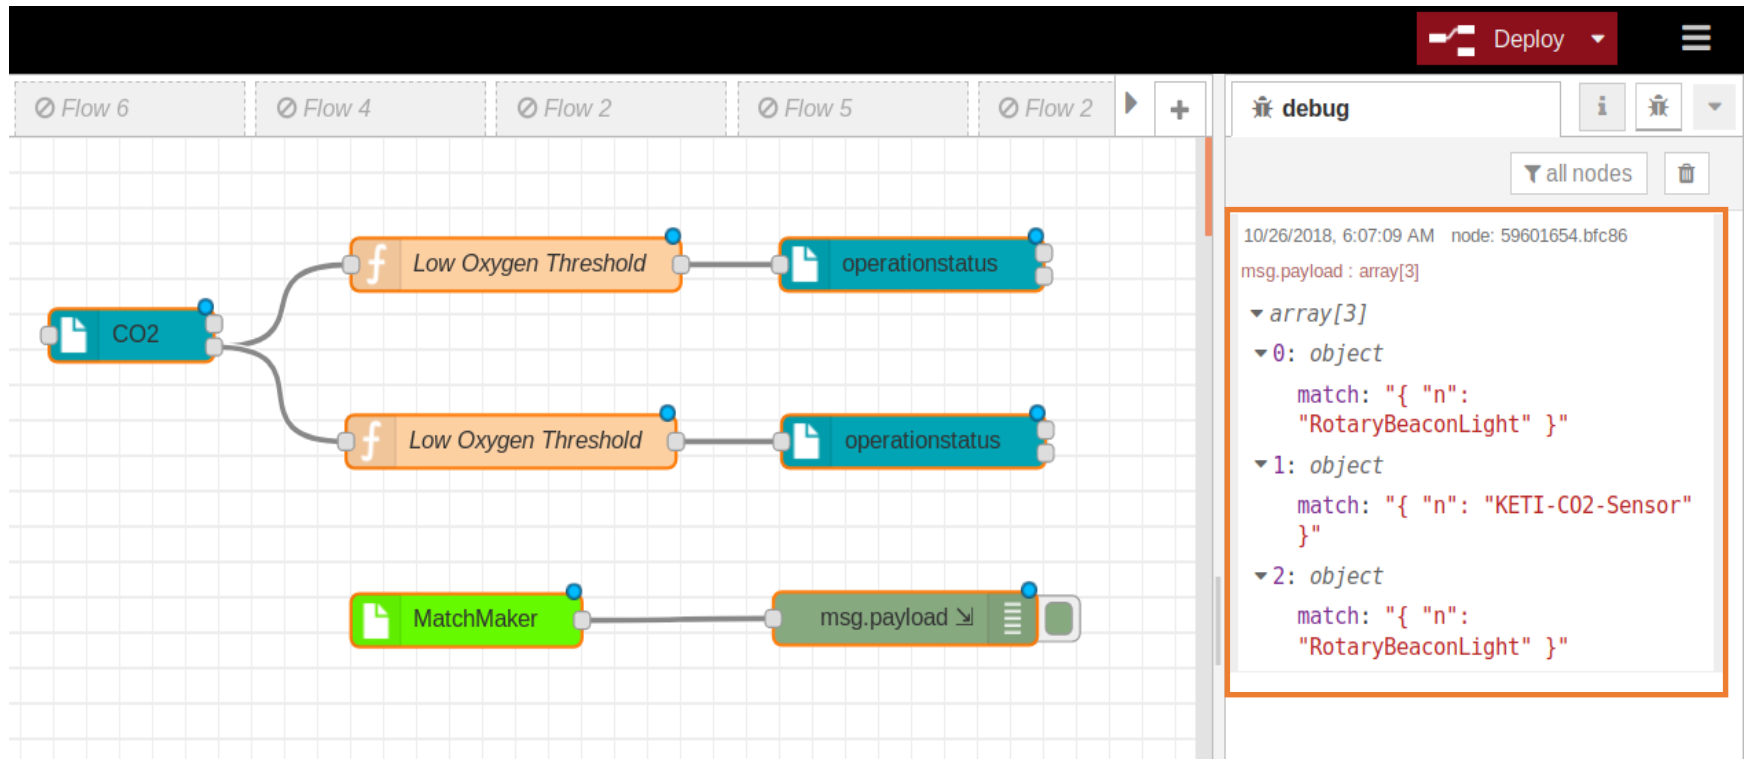 Deploy
Flow 6
Flow 4
Flow 2
Flow 5
Flow 2
+
debug
i
all nodes
CO2
Low Oxygen Threshold
operationstatus
Low Oxygen Threshold
operationstatus
MatchMaker
msg.payload
10/26/2018, 6:07:09 AM node: 59601654.bfc86
msg.payload : array[3]
array[3]
0: object
match: "{ "n":
"RotaryBeaconLight" }"
1: object
match: "{ "n": "KETI-CO2-Sensor"
}"
2: object
match: "{ "n":
"RotaryBeaconLight" }"